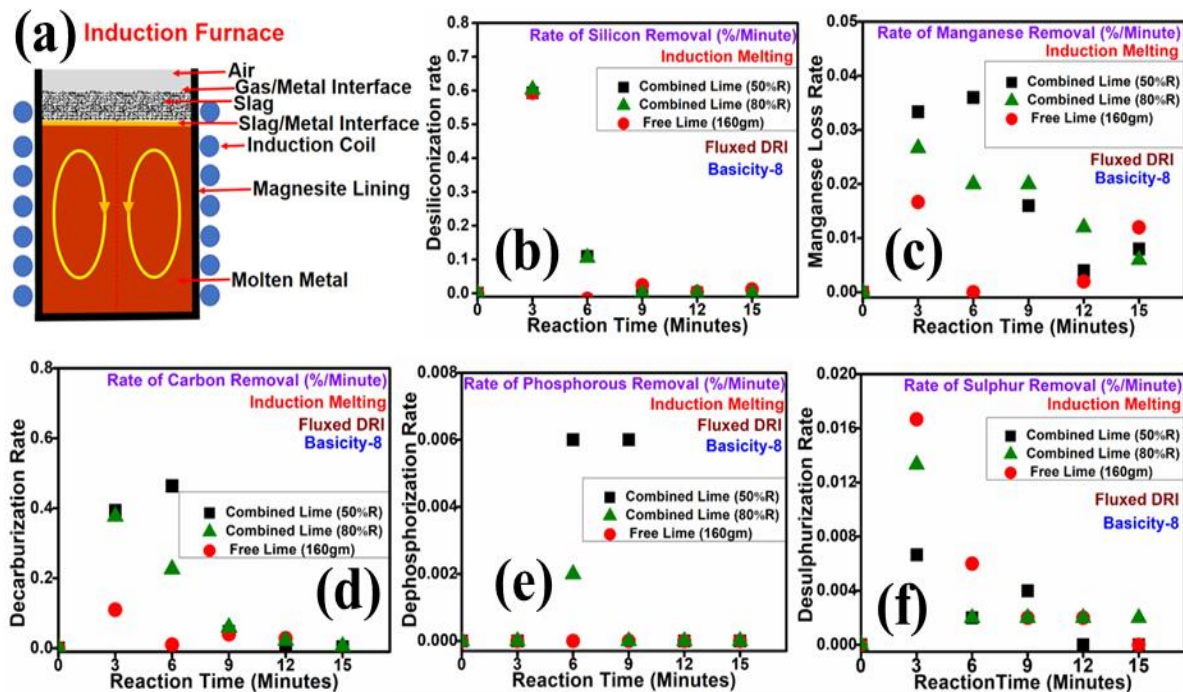 (a) Induction Furnace
Air
Gas/Metal Interface
Slag
Slag/Metal Interface
Induction Coil
Magnesite Lining
Molten Metal
(b)
Rate of Silicon Removal (%/Minute)
Induction Melting
Combined Lime (50%R)
Combined Lime (80%R)
Free Lime (160gm)
Fluxed DRI
Basicity-8
Desiliconization rate
0.8
0.7
0.6
0.5
0.4
0.3
0.2
0.1
0.0
0 3 6 9 12 15
Reaction Time (Minutes)
(c)
Rate of Manganese Removal (%/Minute)
Induction Melting
Combined Lime (50%R)
Combined Lime (80%R)
Free Lime (160gm)
Fluxed DRI
Basicity-8
Manganese Loss Rate
0.05
0.04
0.03
0.02
0.01
0.00
0 3 6 9 12 15
Reaction Time (Minutes)
(d)
Rate of Carbon Removal (%/Minute)
Induction Melting
Fluxed DRI
Basicity-8
Combined Lime (50%R)
Combined Lime (80%R)
Free Lime (160gm)
Decarburization Rate
0.8
0.6
0.4
0.2
0.0
0 3 6 9 12 15
Reaction Time (Minutes)
(e)
Rate of Phosphorous Removal (%/Minute)
Induction Melting
Fluxed DRI
Basicity-8
Combined Lime (50%R)
Combined Lime (80%R)
Free Lime (160gm)
Dephosphorization Rate
0.008
0.006
0.004
0.002
0.000
0 3 6 9 12 15
Reaction Time (Minutes)
(f)
Rate of Sulphur Removal (%/Minute)
Induction Melting
Combined Lime (50%R)
Combined Lime (80%R)
Free Lime (160gm)
Fluxed DRI
Basicity-8
Desulphurization Rate
0.020
0.016
0.012
0.008
0.004
0.000
0 3 6 9 12 15
ReactionTime (Minutes)